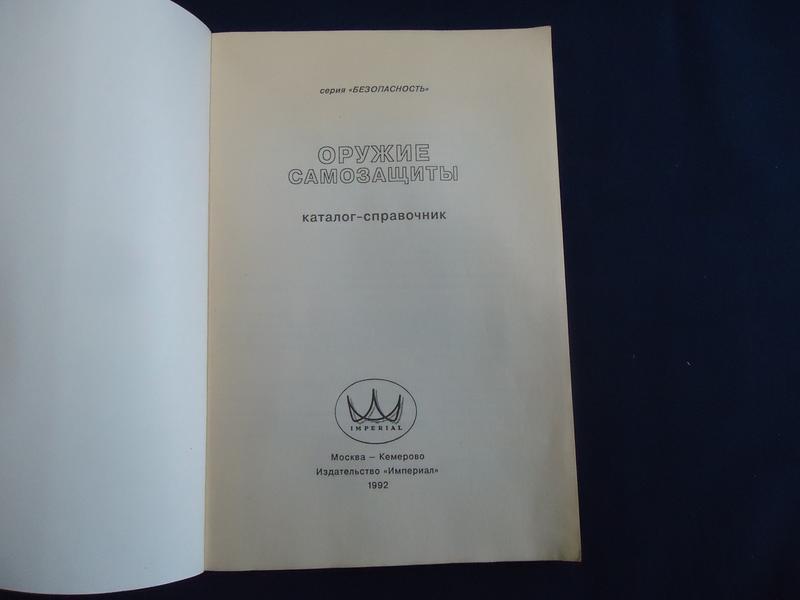 серия «БЕЗОПАСНОСТЬ»
ОРУЖИЕ
САМОЗАЩИТЫ
каталог-справочник
IMPERIAL
Москва – Кемерово
Издательство «Империал»
1992